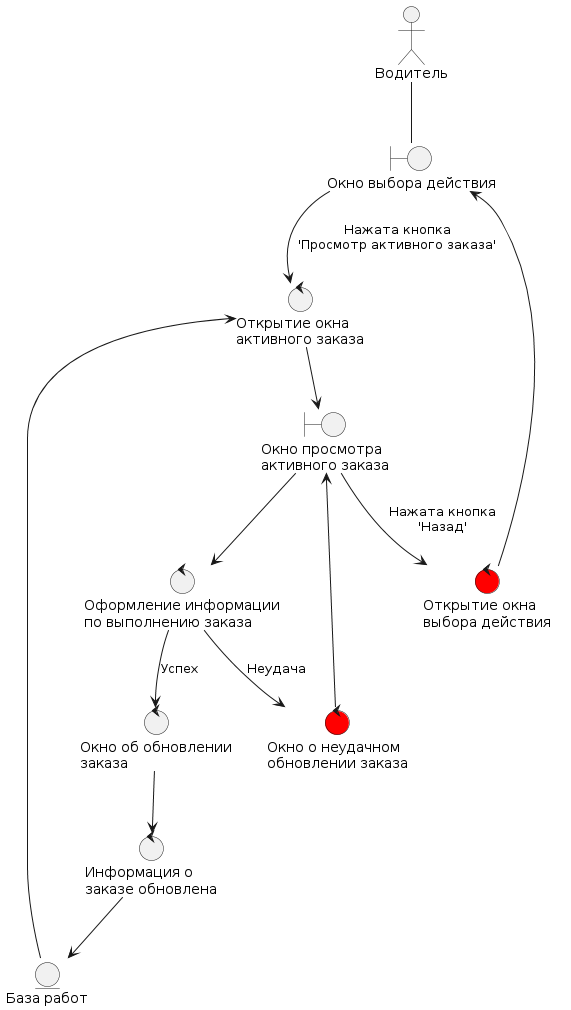 Водитель
Окно выбора действия
Нажата кнопка
'Просмотр активного заказа'
Открытие окна
активного заказа
Окно просмотра
активного заказа
Нажата кнопка
'Назад'
Оформление информации
по выполнению заказа
Открытие окна
выбора действия
Успех
Неудача
Окно об обновлении
заказа
Окно о неудачном
обновлении заказа
Информация о
заказе обновлена
База работ